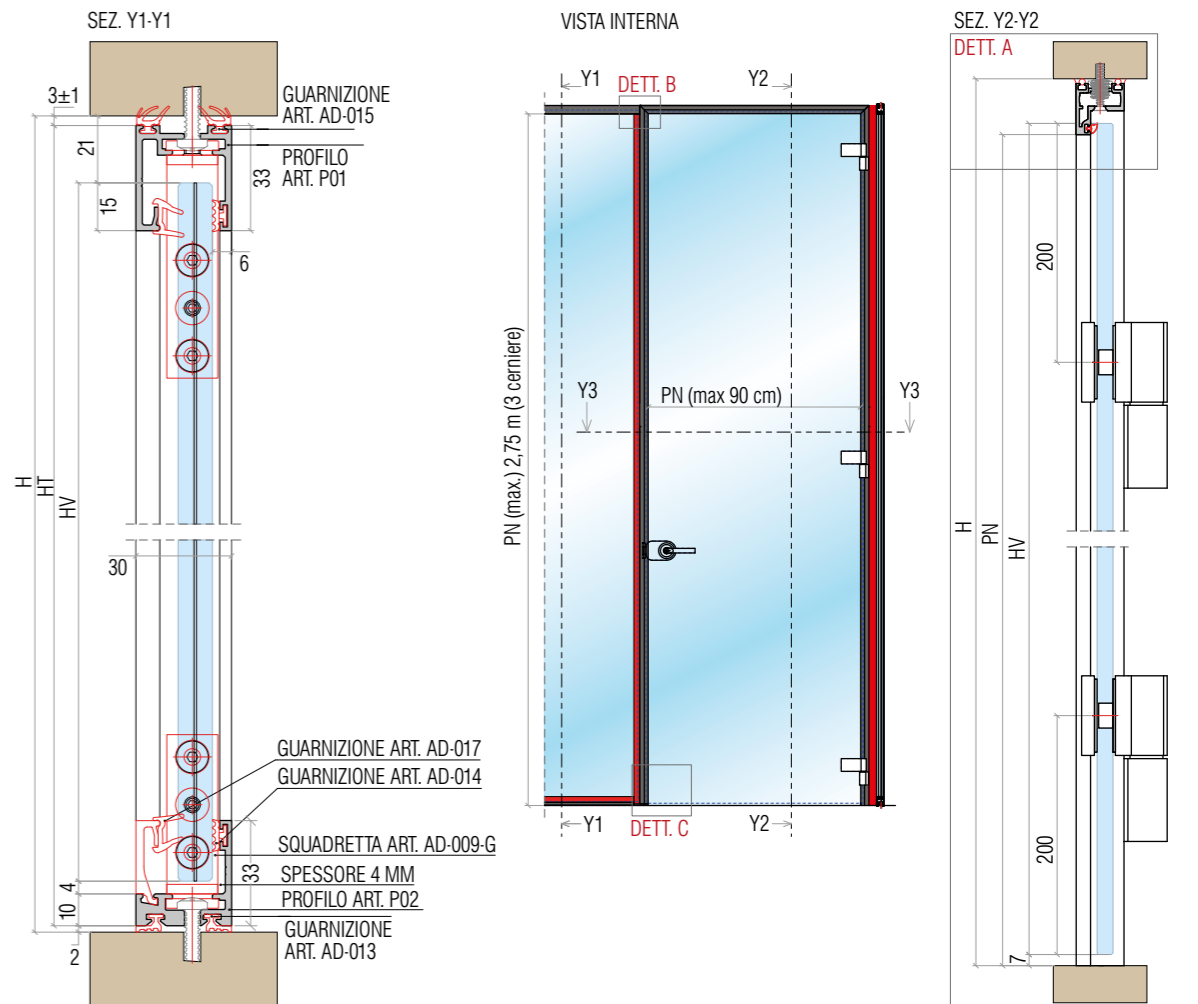 SEZ. Y1-Y1
3±1
21
15
33
6
GUARNIZIONE
ART. AD-015
PROFILO
ART. P01
H
HT
HV
30
GUARNIZIONE ART. AD-017
GUARNIZIONE ART. AD-014
SQUADRETTA ART. AD-009-G
SPESSORE 4 MM
PROFILO ART. P02
GUARNIZIONE
ART. AD-013
33
4
10
2
VISTA INTERNA
Y1
DETT. B
Y2
Y3
PN (max 90 cm)
Y3
PN (max.) 2,75 m (3 cerniere)
Y1
DETT. C
Y2
SEZ. Y2-Y2
DETT. A
200
H
PN
HV
200
7